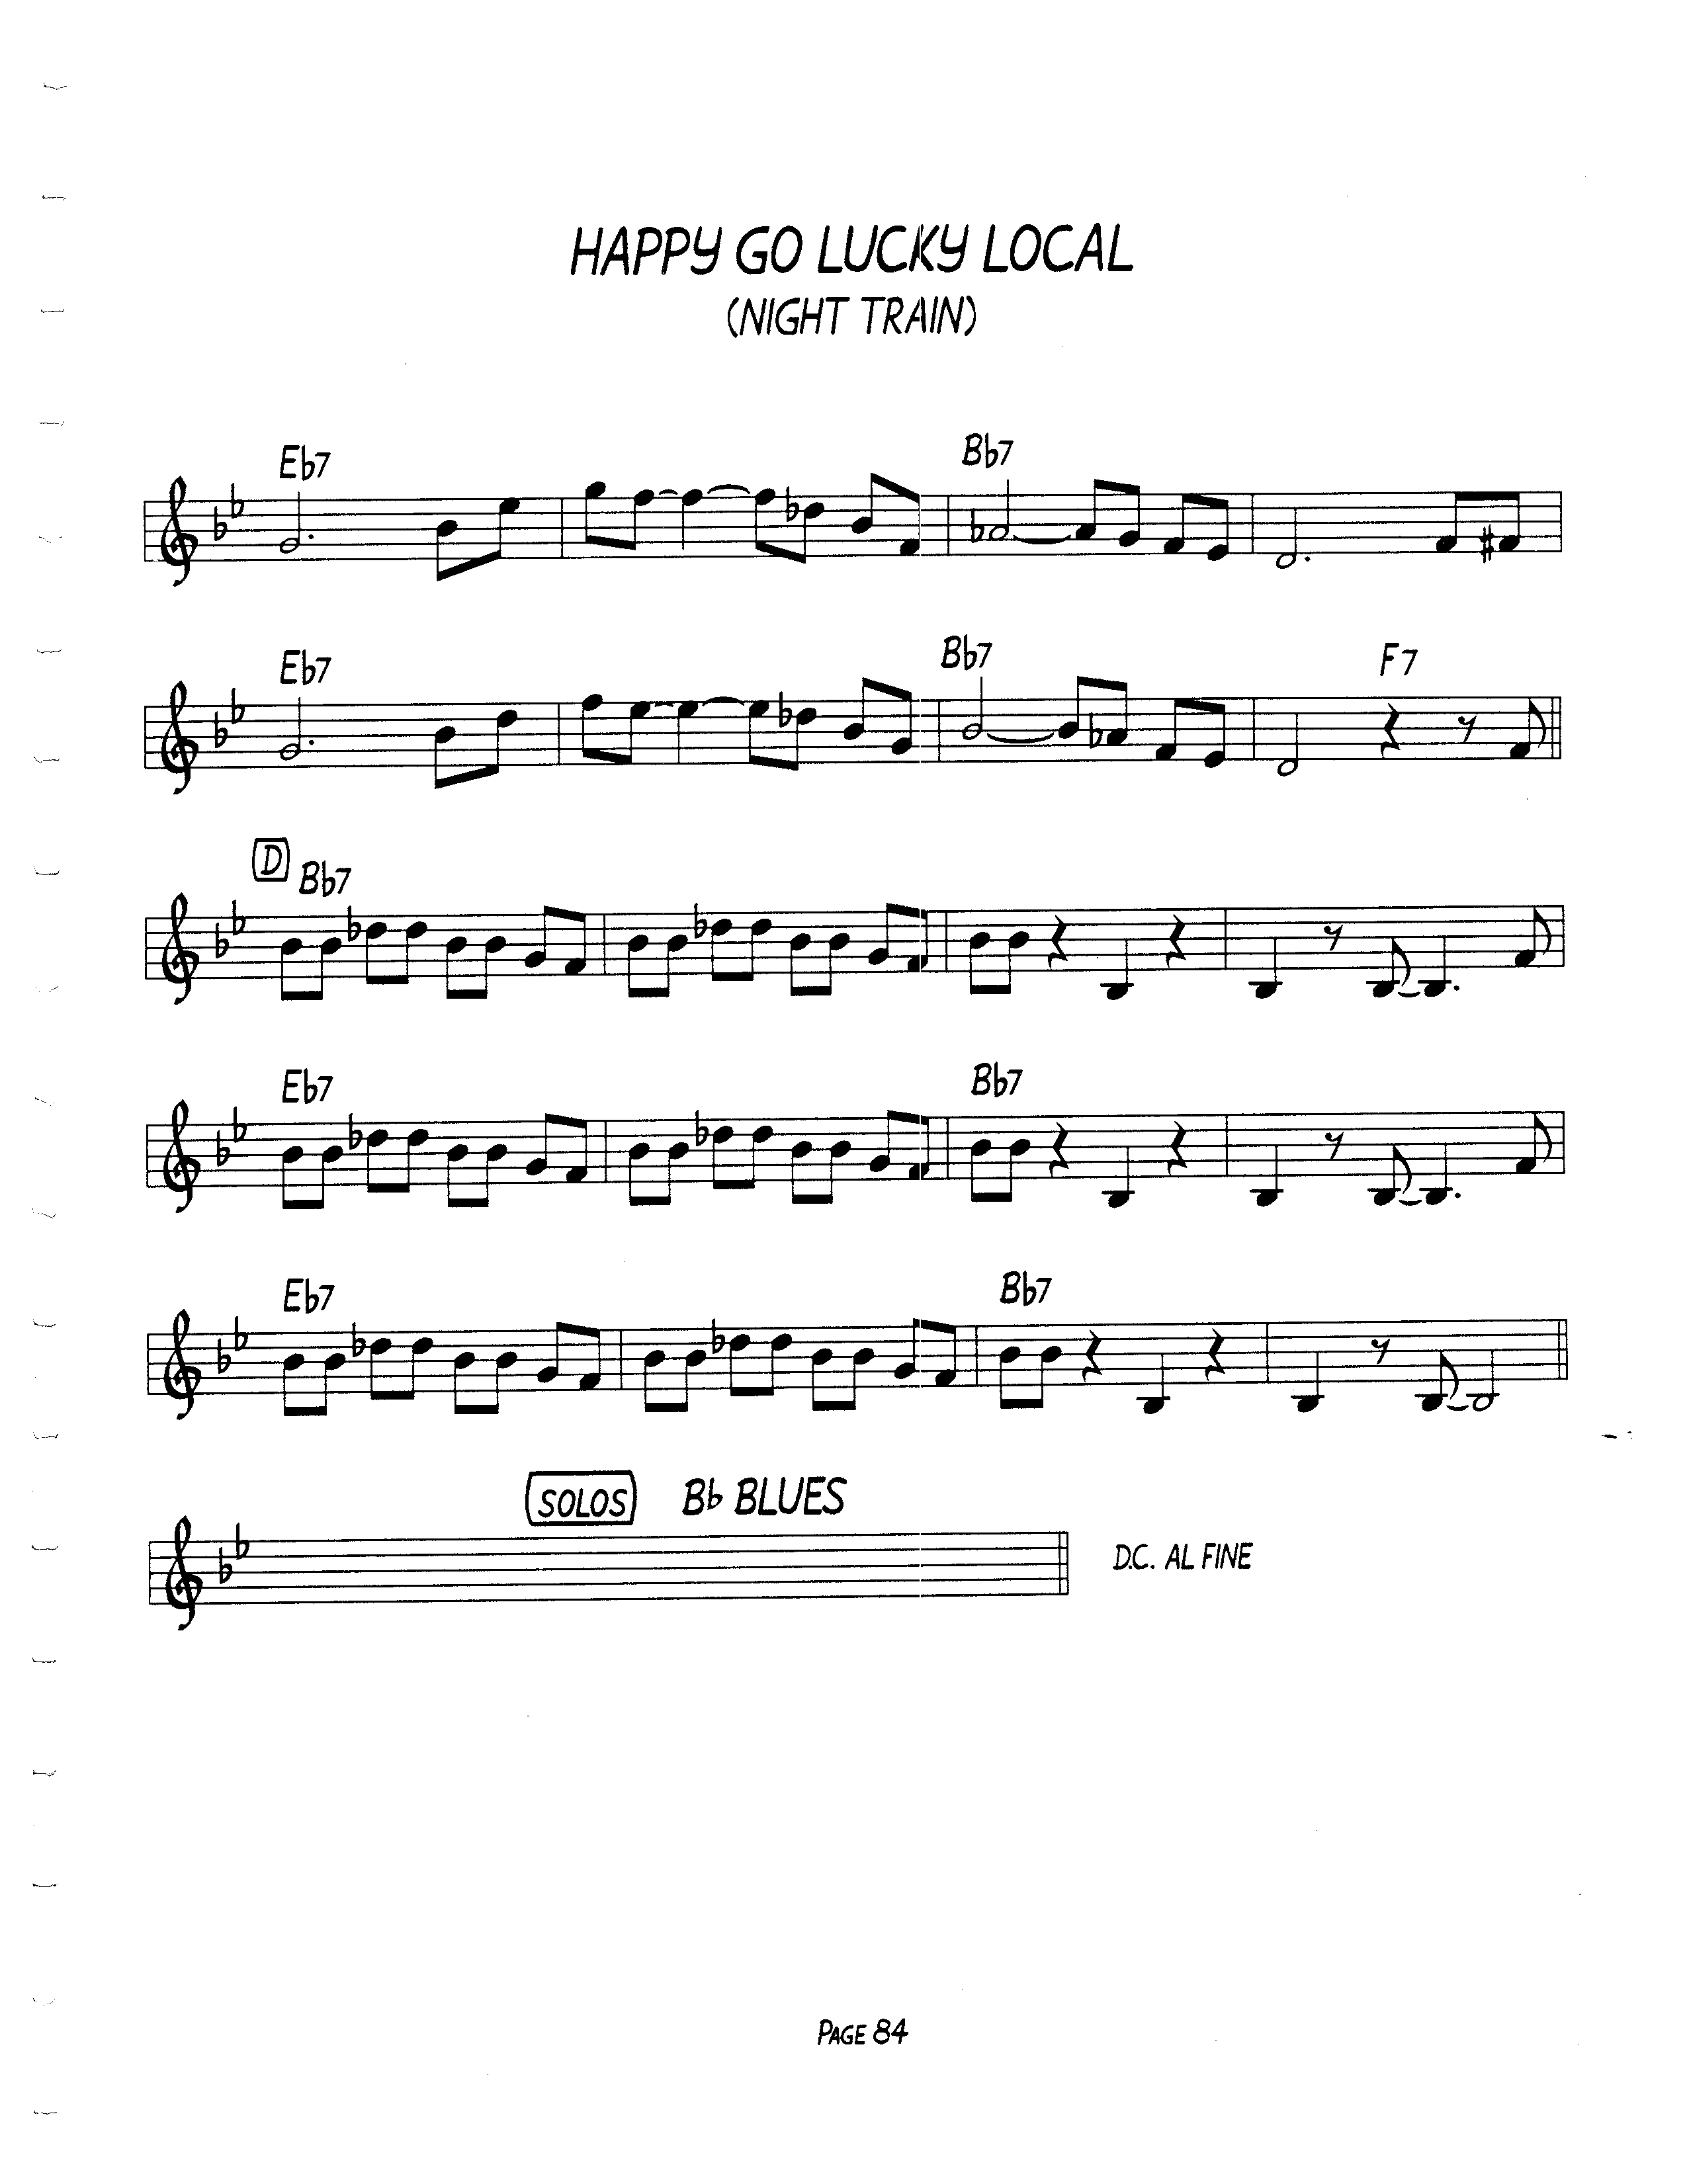 HAPPY GO LUCKY LOCAL
(NIGHT TRAIN)
Eb7 Bb7
Eb7 Bb7 F7
D Bb7
Eb7 Bb7
Eb7 Bb7
SOLOS Bb BLUES
D.C. AL FINE
PAGE 84